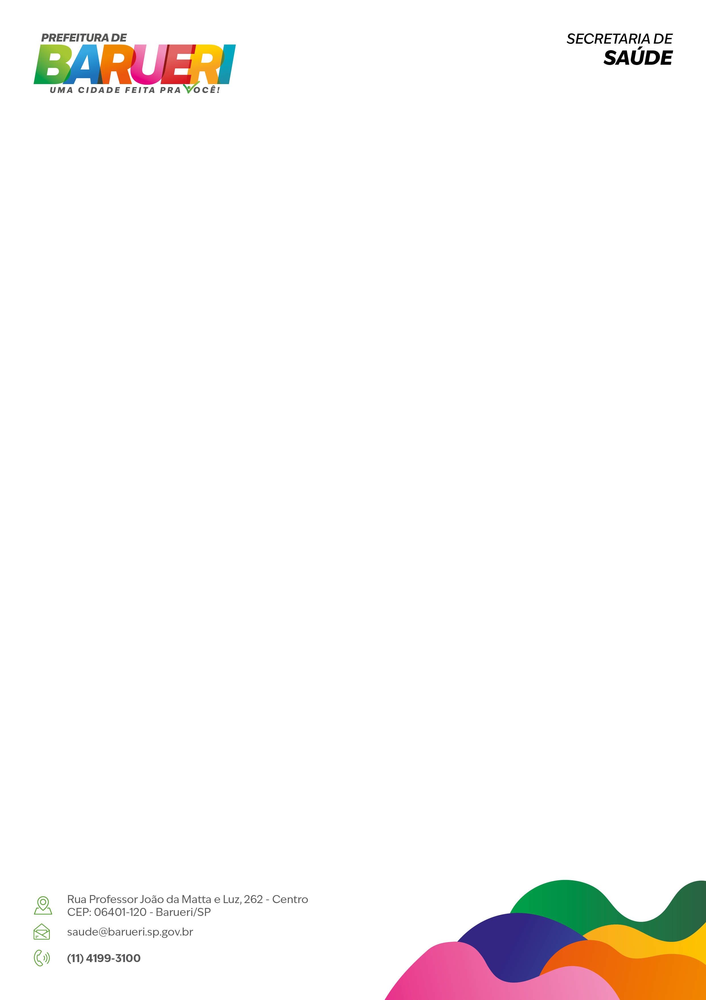 PREFEITURA DE
BARUERI
UMA CIDADE FEITA PRA VOCÊ!
SECRETARIA DE
SAÚDE
Rua Professor João da Matta e Luz, 262 - Centro
CEP: 06401-120 - Barueri/SP
saude@barueri.sp.gov.br
(11) 4199-3100